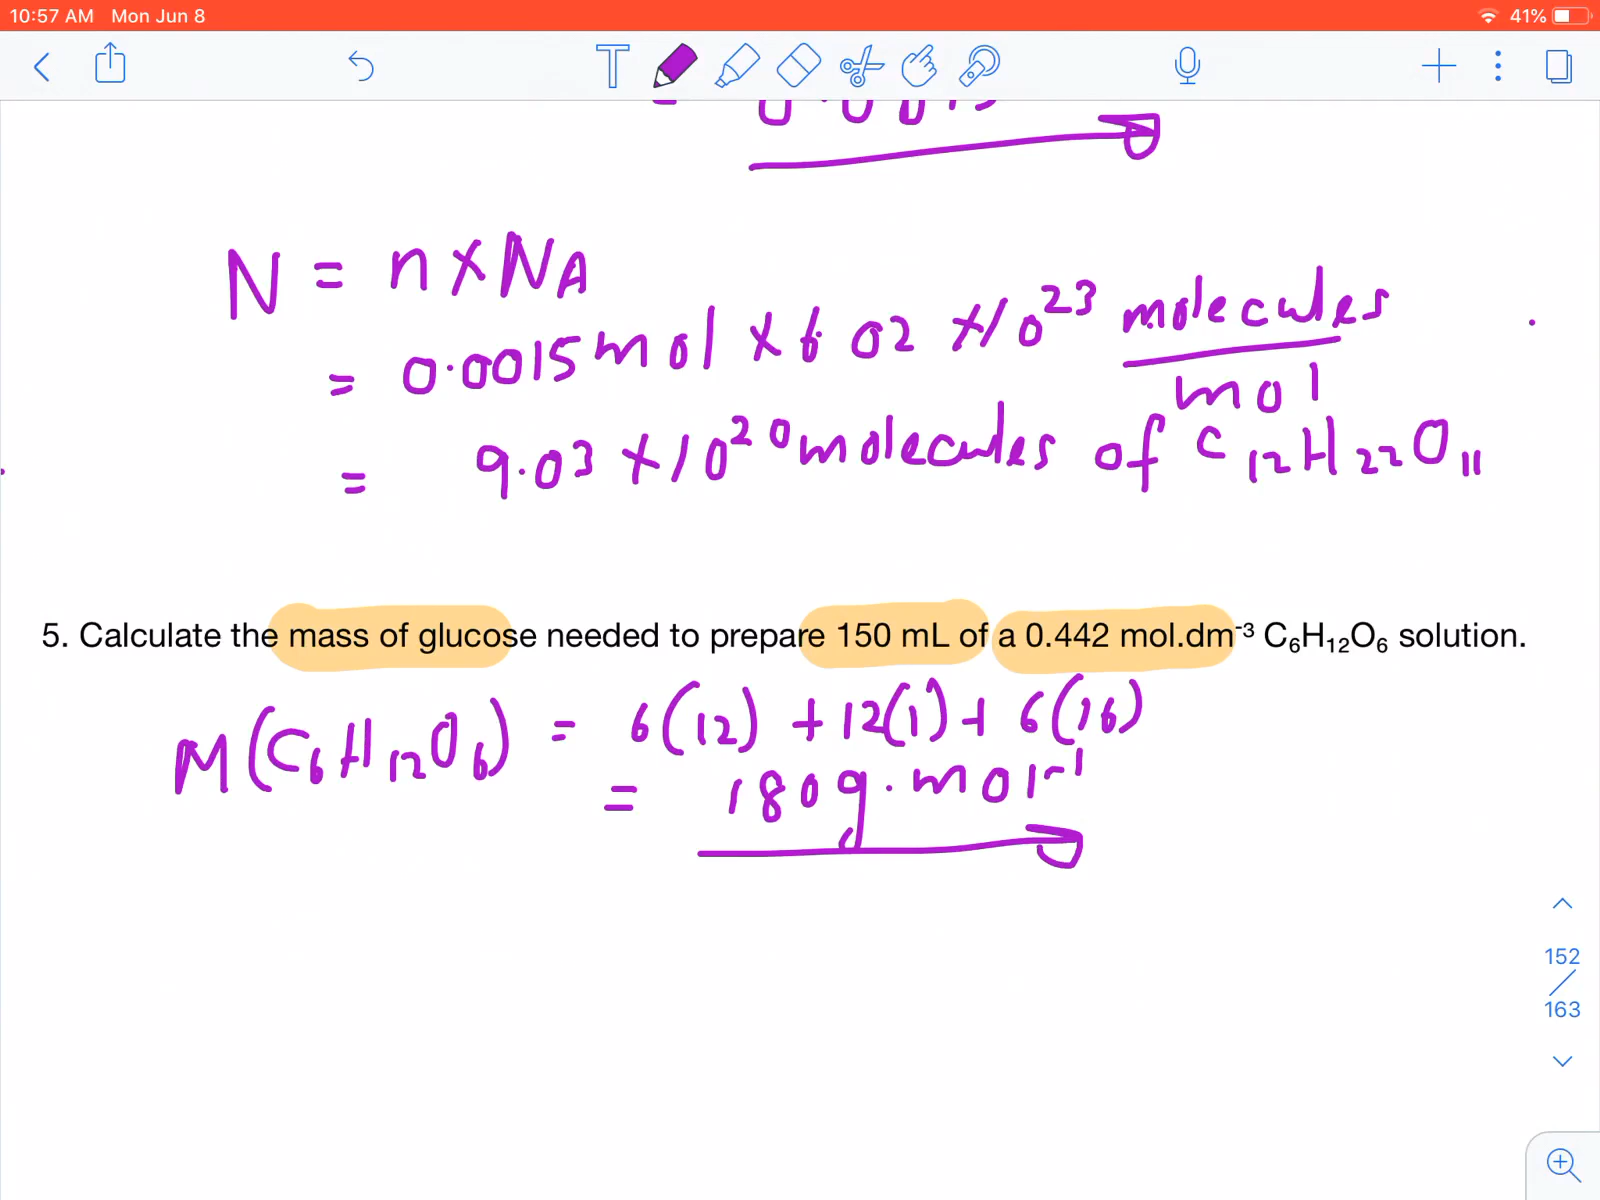 10:57 AM Mon Jun 8 41%
T
N = n × NA
= 0.0015 mol × 6 02 × 10²³ molecules
mol
= 9.03 × 10²⁰ molecules of C₁₂H₂₂O₁₁
5. Calculate the mass of glucose needed to prepare 150 mL of a 0.442 mol.dm⁻³ C₆H₁₂O₆ solution.
M(C₆H₁₂O₆) = 6(12) + 12(1) + 6(16)
= 180g.mol⁻¹
152
163